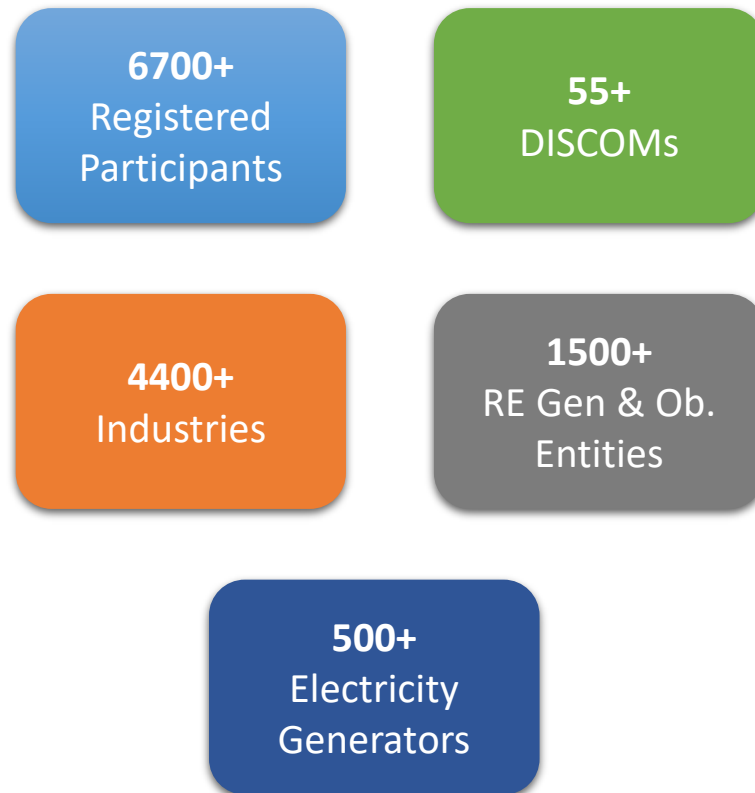 6700+
Registered
Participants
55+
DISCOMs
4400+
Industries
1500+
RE Gen & Ob.
Entities
500+
Electricity
Generators